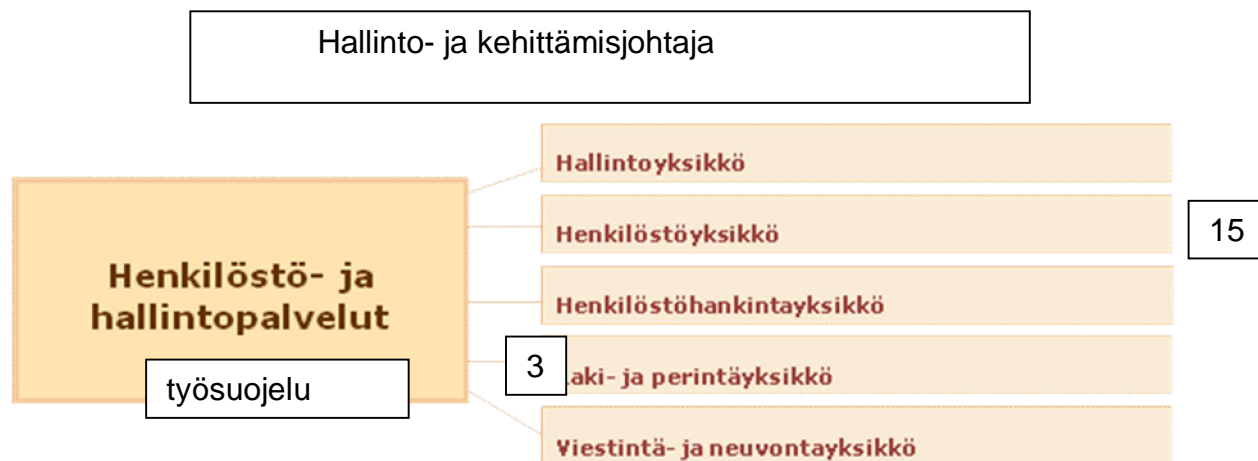 Hallinto- ja kehittämisjohtaja
Hallintoyksikkö
Henkilöstöyksikkö
15
Henkilöstö- ja
hallintopalvelut
Henkilöstöhankintayksikkö
työsuojelu
3
aki- ja perintäyksikkö
Viestintä- ja neuvontayksikkö